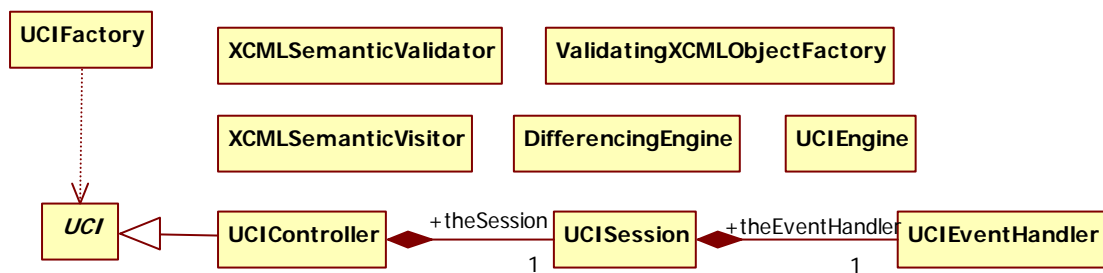 UCIFactory
XCMLSemanticValidator
ValidatingXCMLObjectFactory
XCMLSemanticVisitor
DifferencingEngine
UCIEngine
UCI
UCIController
+theSession
1
UCISession
+theEventHandler
1
UCIEventHandler